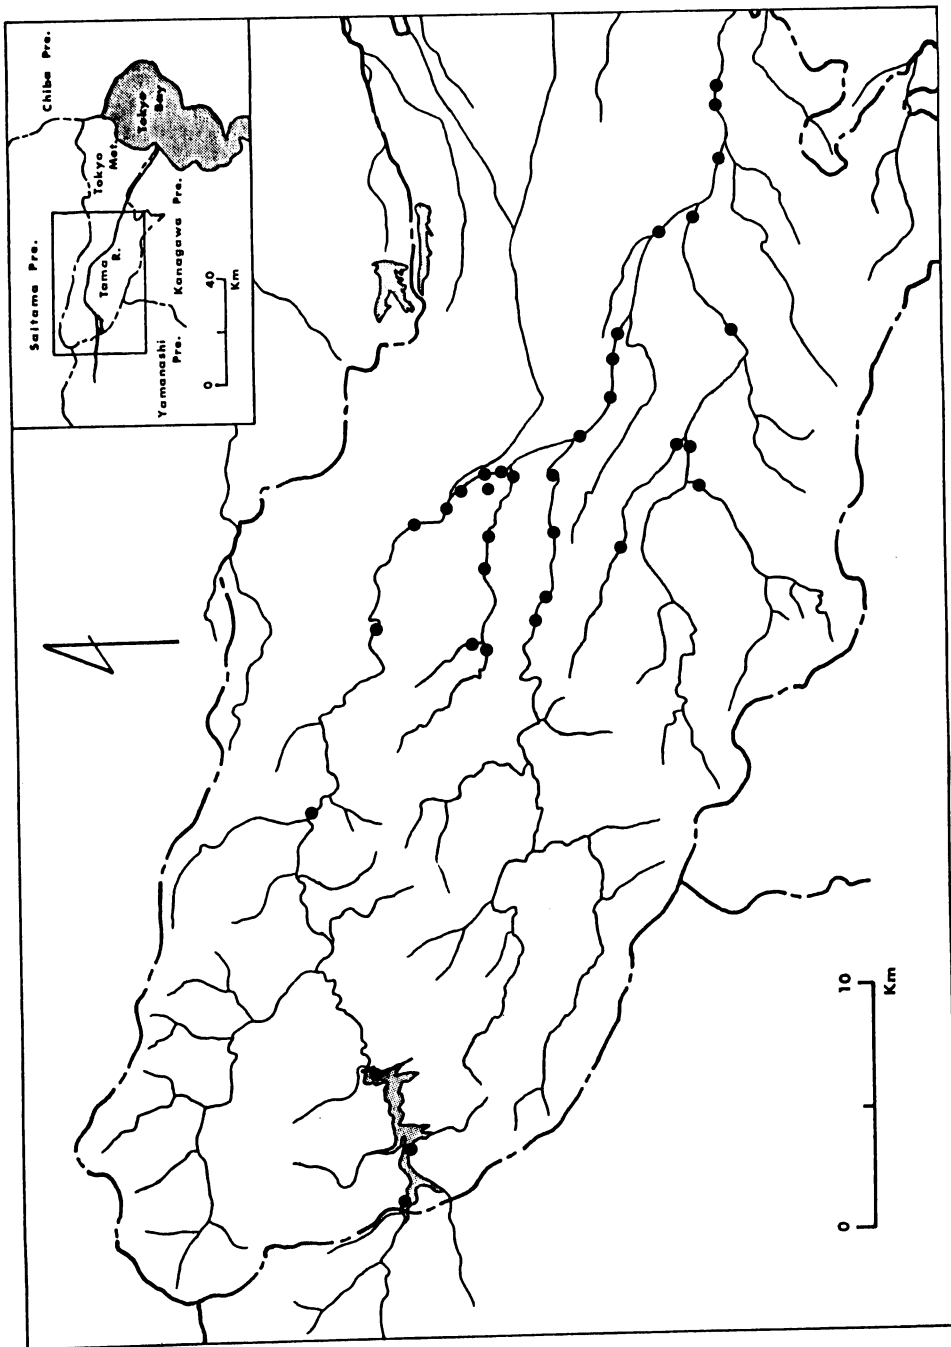 Saitama Pre.
Chiba Pre.
Tokyo
Met.
Tokyo
Bay
Tama
R.
Kanagawa Pre.
Yamanashi
Pre.
0 40
Km
0 10
Km